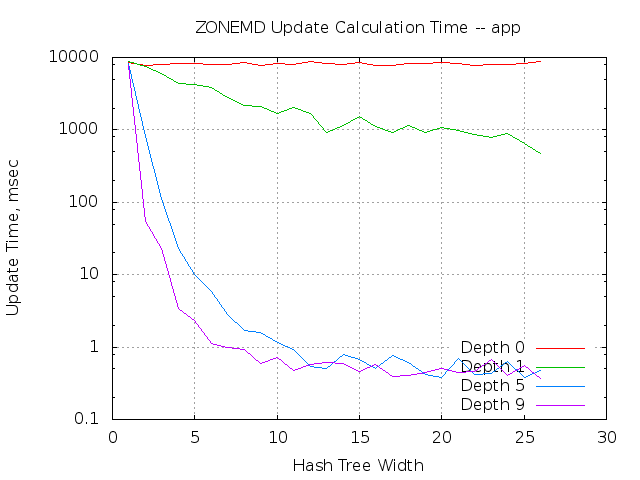 ZONEMD Update Calculation Time -- app
10000
1000
100
10
1
0.1
Update Time, msec
0 5 10 15 20 25 30
Hash Tree Width
Depth 0
Depth 1
Depth 5
Depth 9